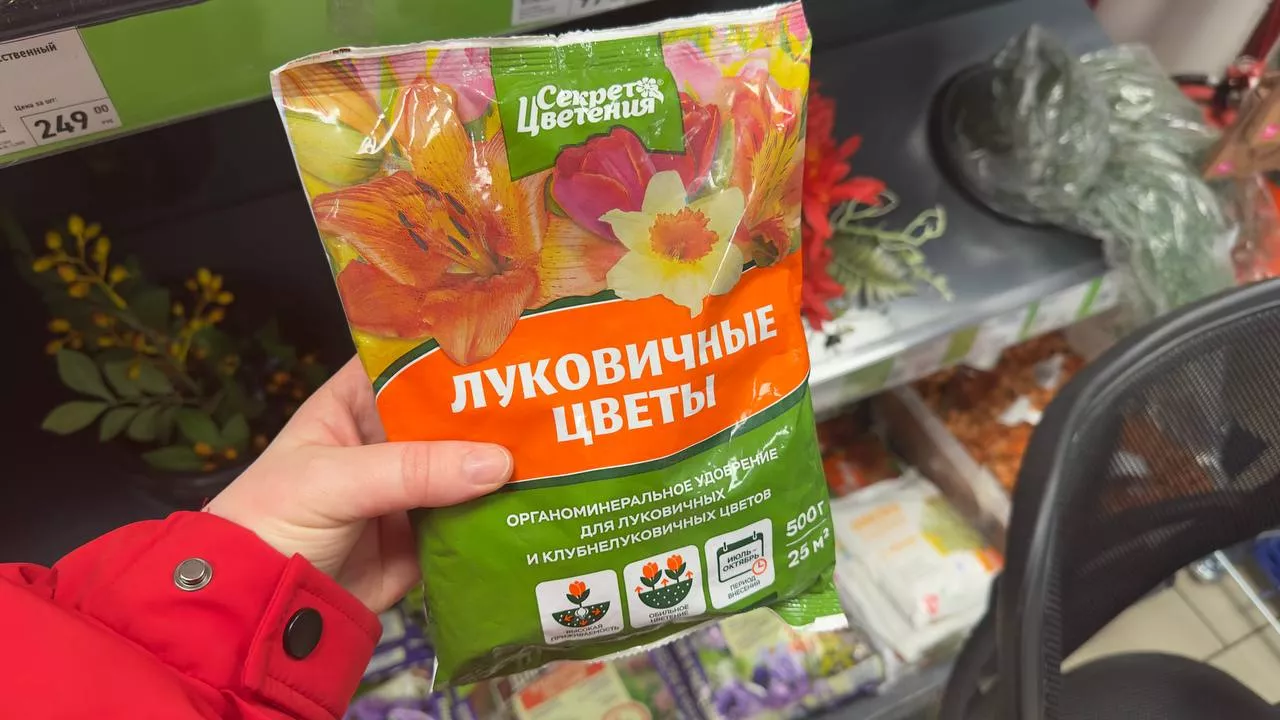 ственный
Цена за шт:
249 00
Секрет
Цветения
ЛУКОВИЧНЫЕ
ЦВЕТЫ
ОРГАНОМИНЕРАЛЬНОЕ УДОБРЕНИЕ
ДЛЯ ЛУКОВИЧНЫХ
И КЛУБНЕЛУКОВИЧНЫХ ЦВЕТОВ
500 Г
25 М²
ВЫСОКАЯ
ПРИЖИВАЕМОСТЬ
ОБИЛЬНОЕ
ЦВЕТЕНИЕ
ИЮЛЬ-
ОКТЯБРЬ
ПЕРИОД
ВНЕСЕНИЯ